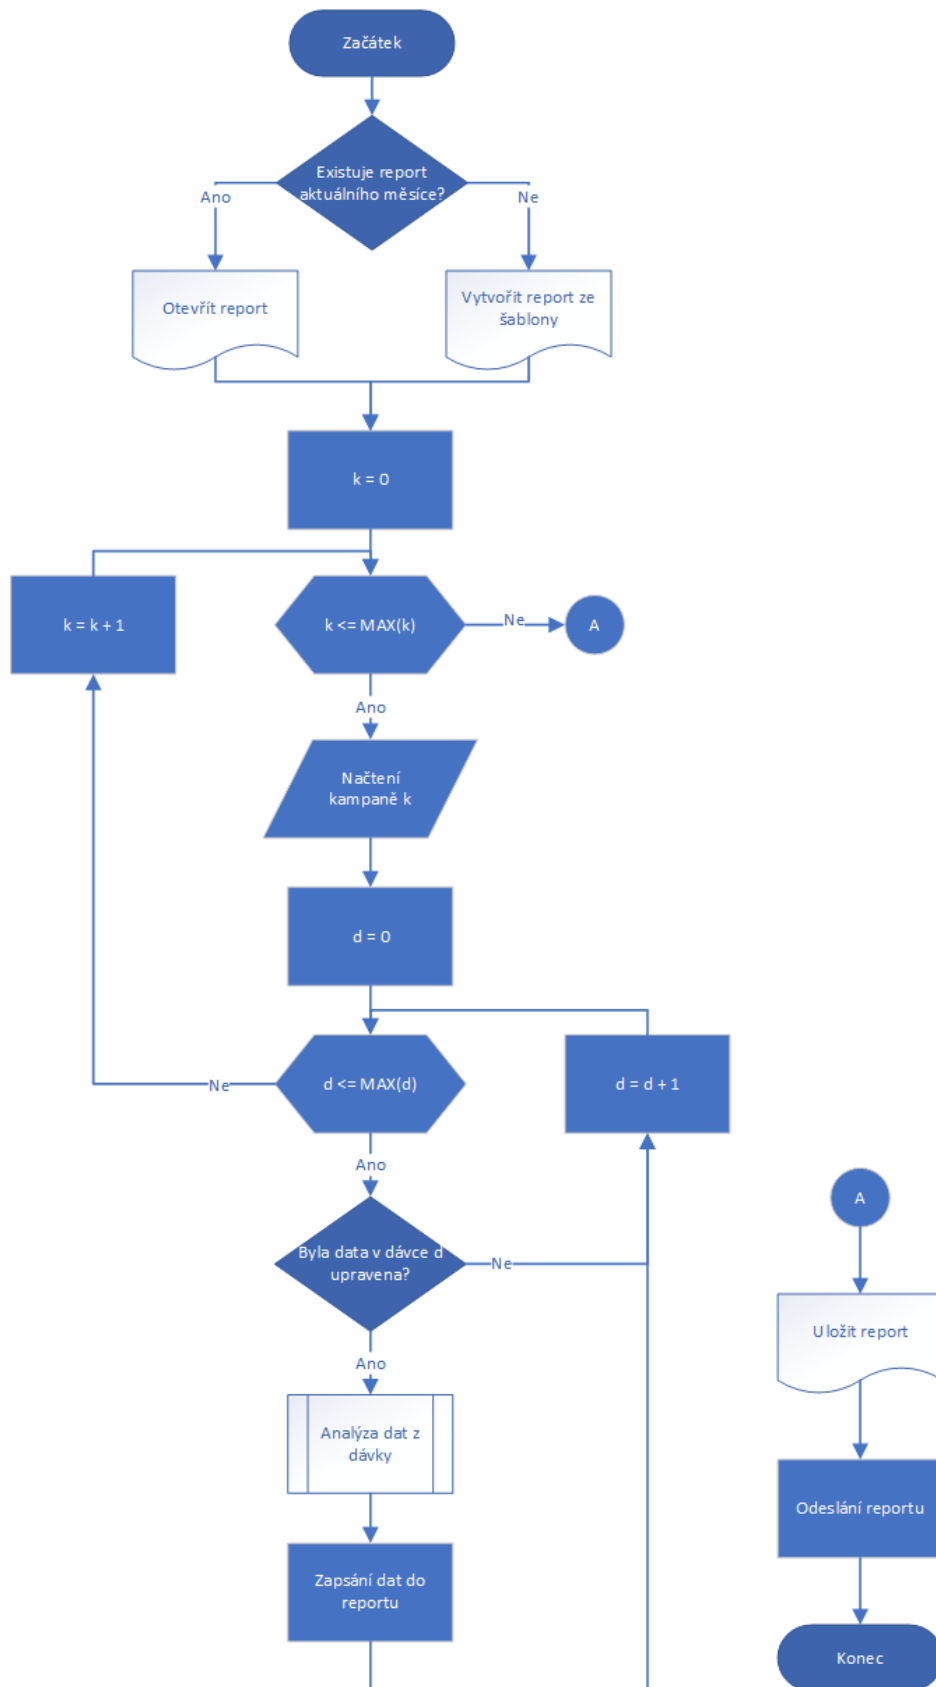 Začátek
Existuje report
aktuálního měsíce?
Ano
Ne
Otevřít report
Vytvořit report ze
šablony
k = 0
k = k + 1
k <= MAX(k)
Ne
A
Ano
Načtení
kampaně k
d = 0
d <= MAX(d)
d = d + 1
Ne
Ano
Byla data v dávce d
upravena?
Ne
Ano
Analýza dat z
dávky
Zapsání dat do
reportu
A
Uložit report
Odeslání reportu
Konec